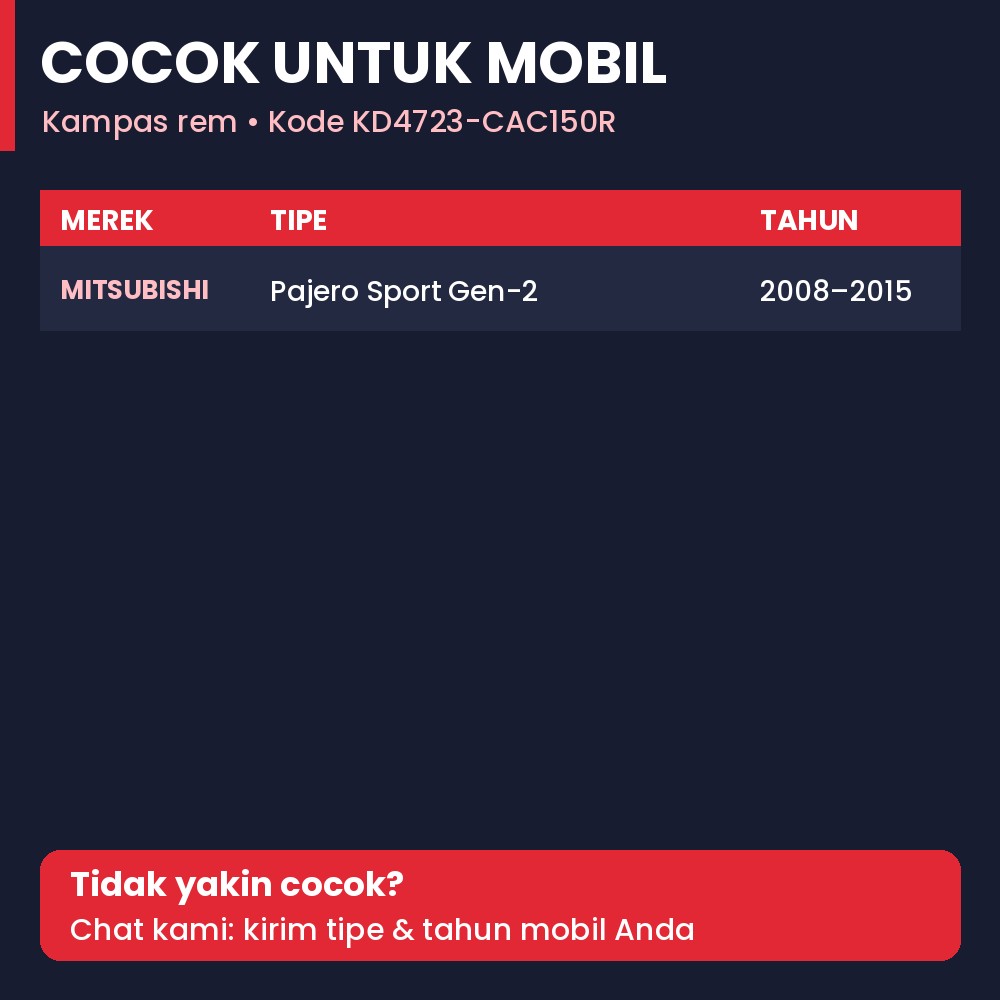 COCOK UNTUK MOBIL
Kampas rem • Kode KD4723-CAC150R
MEREK TIPE TAHUN
MITSUBISHI Pajero Sport Gen-2 2008–2015
Tidak yakin cocok?
Chat kami: kirim tipe & tahun mobil Anda